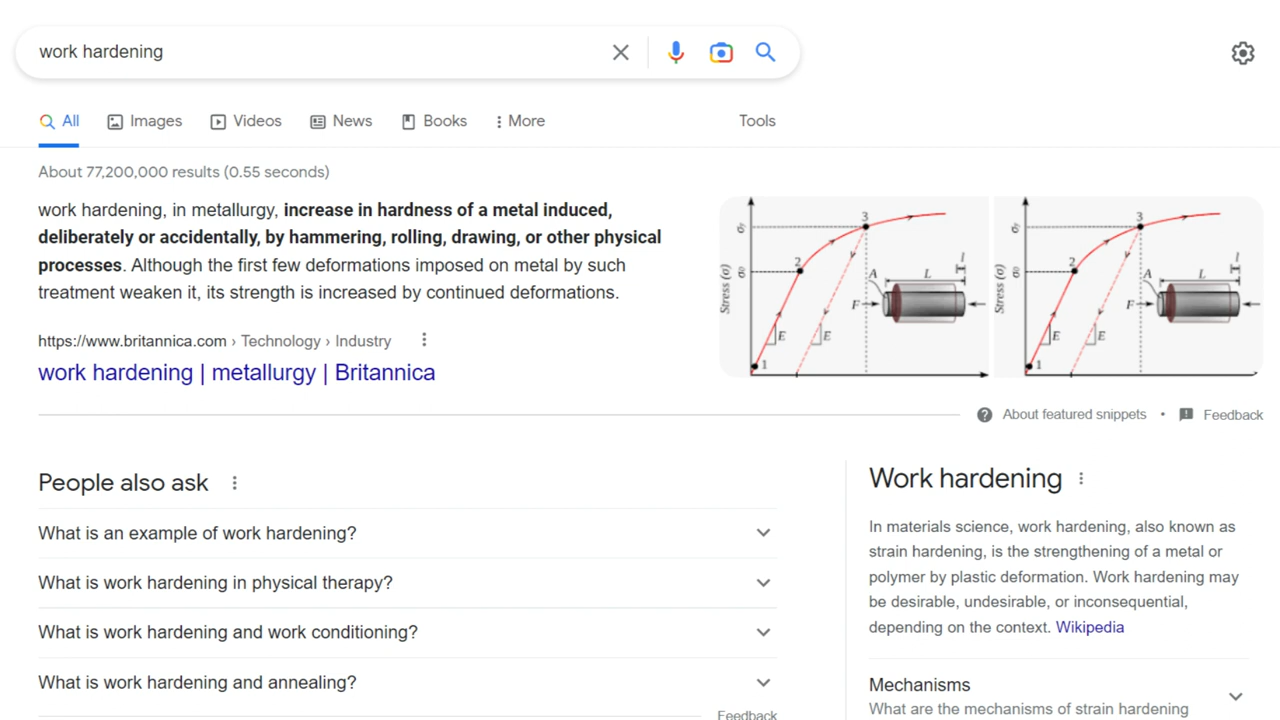 work hardening
All
Images
Videos
News
Books
More
Tools
About 77,200,000 results (0.55 seconds)
work hardening, in metallurgy, increase in hardness of a metal induced,
deliberately or accidentally, by hammering, rolling, drawing, or other physical
processes. Although the first few deformations imposed on metal by such
treatment weaken it, its strength is increased by continued deformations.
https://www.britannica.com › Technology › Industry
work hardening | metallurgy | Britannica
Stress (σ)
σ₀
1
2
3
E
E
A
L
l
F
Stress (σ)
σ₀
1
2
3
E
E
A
L
l
F
About featured snippets • Feedback
People also ask
What is an example of work hardening?
What is work hardening in physical therapy?
What is work hardening and work conditioning?
What is work hardening and annealing?
Feedback
Work hardening
In materials science, work hardening, also known as
strain hardening, is the strengthening of a metal or
polymer by plastic deformation. Work hardening may
be desirable, undesirable, or inconsequential,
depending on the context. Wikipedia
Mechanisms
What are the mechanisms of strain hardening